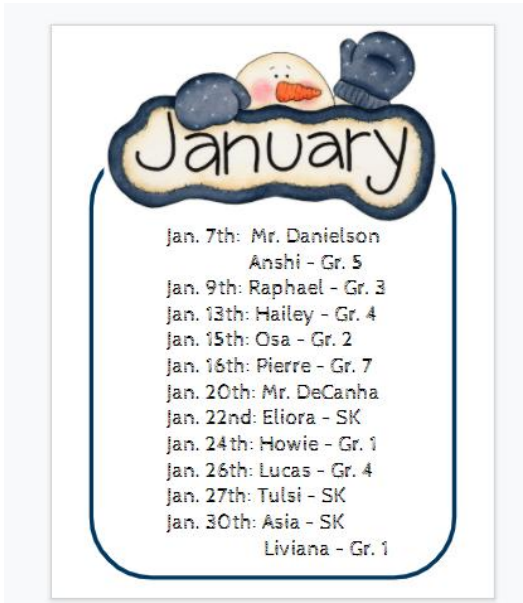 January
Jan. 7th: Mr. Danielson
Anshi - Gr. 5
Jan. 9th: Raphael - Gr. 3
Jan. 13th: Hailey - Gr. 4
Jan. 15th: Osa - Gr. 2
Jan. 16th: Pierre - Gr. 7
Jan. 20th: Mr. DeCanha
Jan. 22nd: Eliora - SK
Jan. 24th: Howie - Gr. 1
Jan. 26th: Lucas - Gr. 4
Jan. 27th: Tulsi - SK
Jan. 30th: Asia - SK
Liviana - Gr. 1